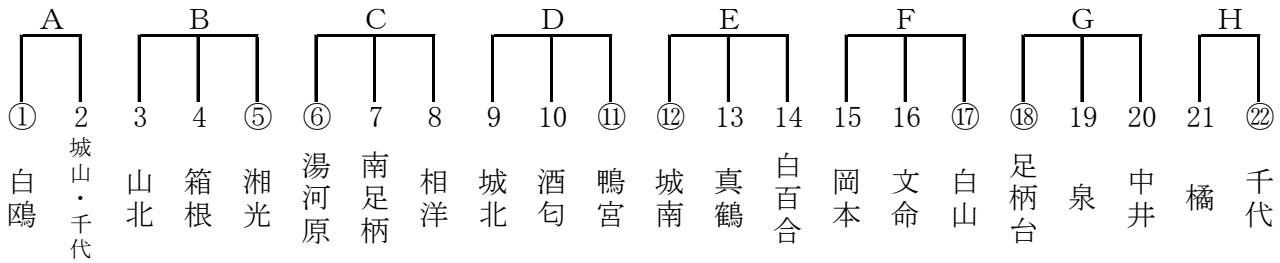 A B C D E F G H
① 2 3 4 ⑤ ⑥ 7 8 9 10 ⑪ ⑫ 13 14 15 16 ⑰ ⑱ 19 20 21 ㉒
白鴎
城山・千代
山北
箱根
湘光
湯河原
南足柄
相洋
城北
酒匂
鴨宮
城南
真鶴
白百合
岡本
文命
白山
足柄台
泉
中井
橘
千代